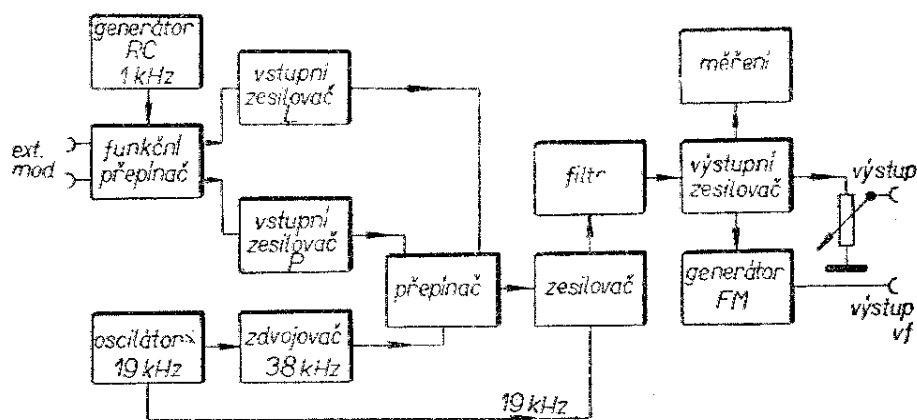 generátor
RC
1 kHz
vstupní
zesilovač
L
měření
ext.
mod
funkční
přepínač
filtr
výstupní
zesilovač
výstup
vstupní
zesilovač
P
přepínač
zesilovač
generátor
FM
výstup
vf
oscilátor
19 kHz
zdvojovač
38 kHz
19 kHz